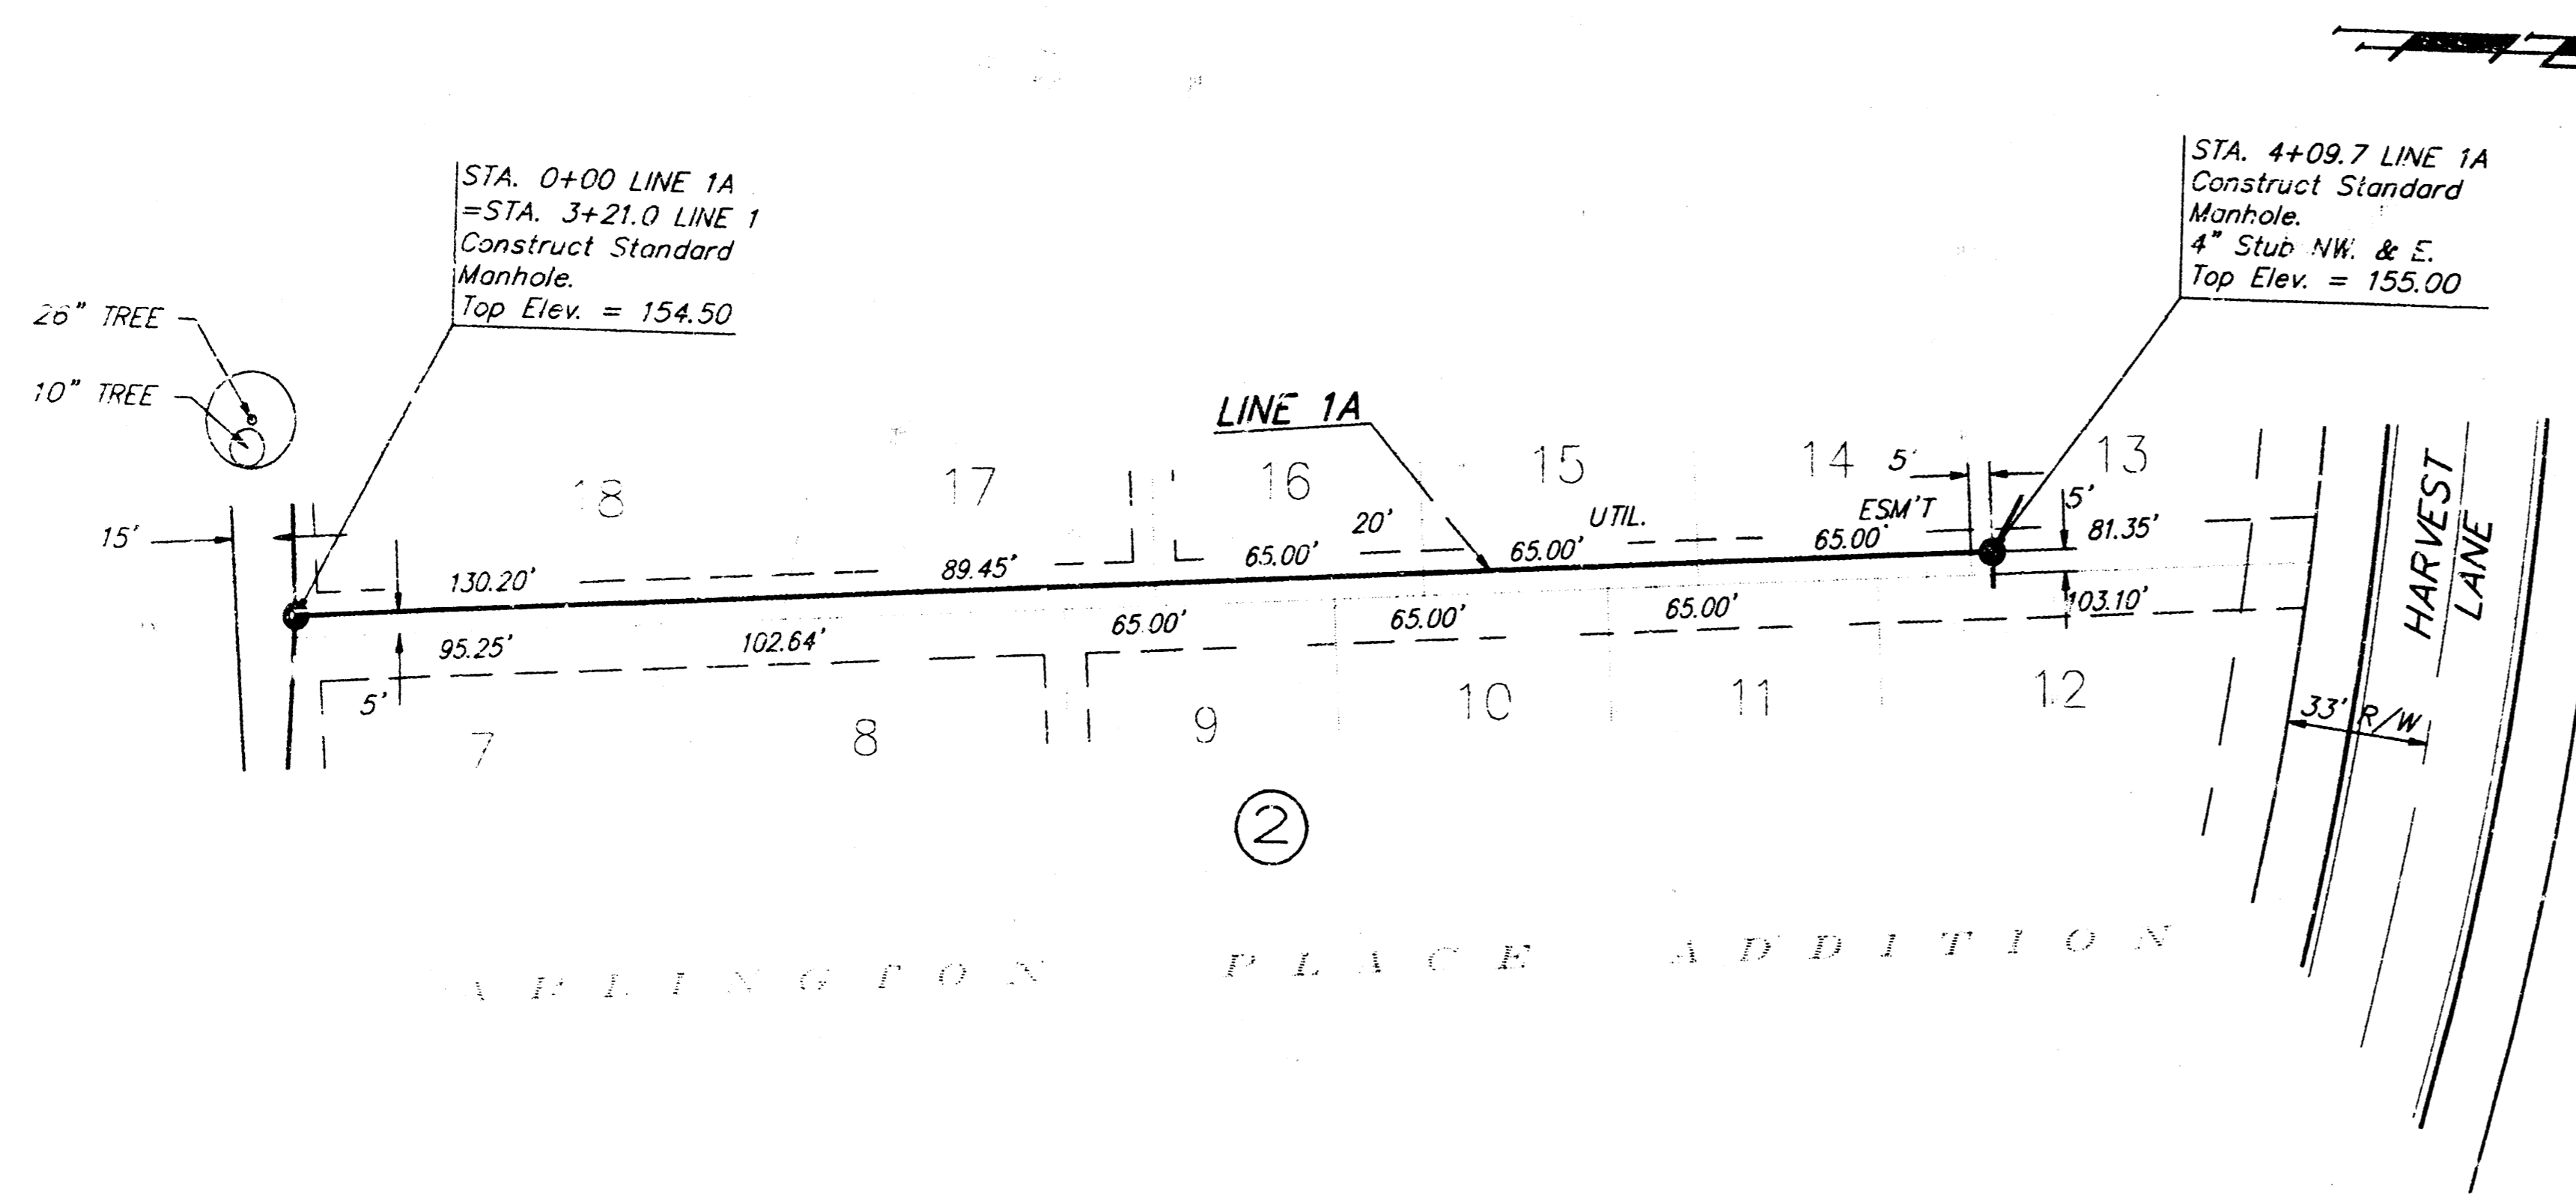 STA. 0+00 LINE 1A
=STA. 3+21.0 LINE 1
Construct Standard
Manhole.
Top Elev. = 154.50
STA. 4+09.7 LINE 1A
Construct Standard
Manhole.
4" Stub NW. & E.
Top Elev. = 155.00
26" TREE
10" TREE
LINE 1A
18
17
16
15
14
5'
13
15'
20'
UTIL.
ESM'T
5'
130.20'
89.45'
65.00'
65.00'
65.00'
81.35'
95.25'
102.64'
65.00'
65.00'
65.00'
103.10'
5'
7
8
9
10
11
12
33' R/W
HARVEST
LANE
2
ARLINGTON PLACE ADDITION